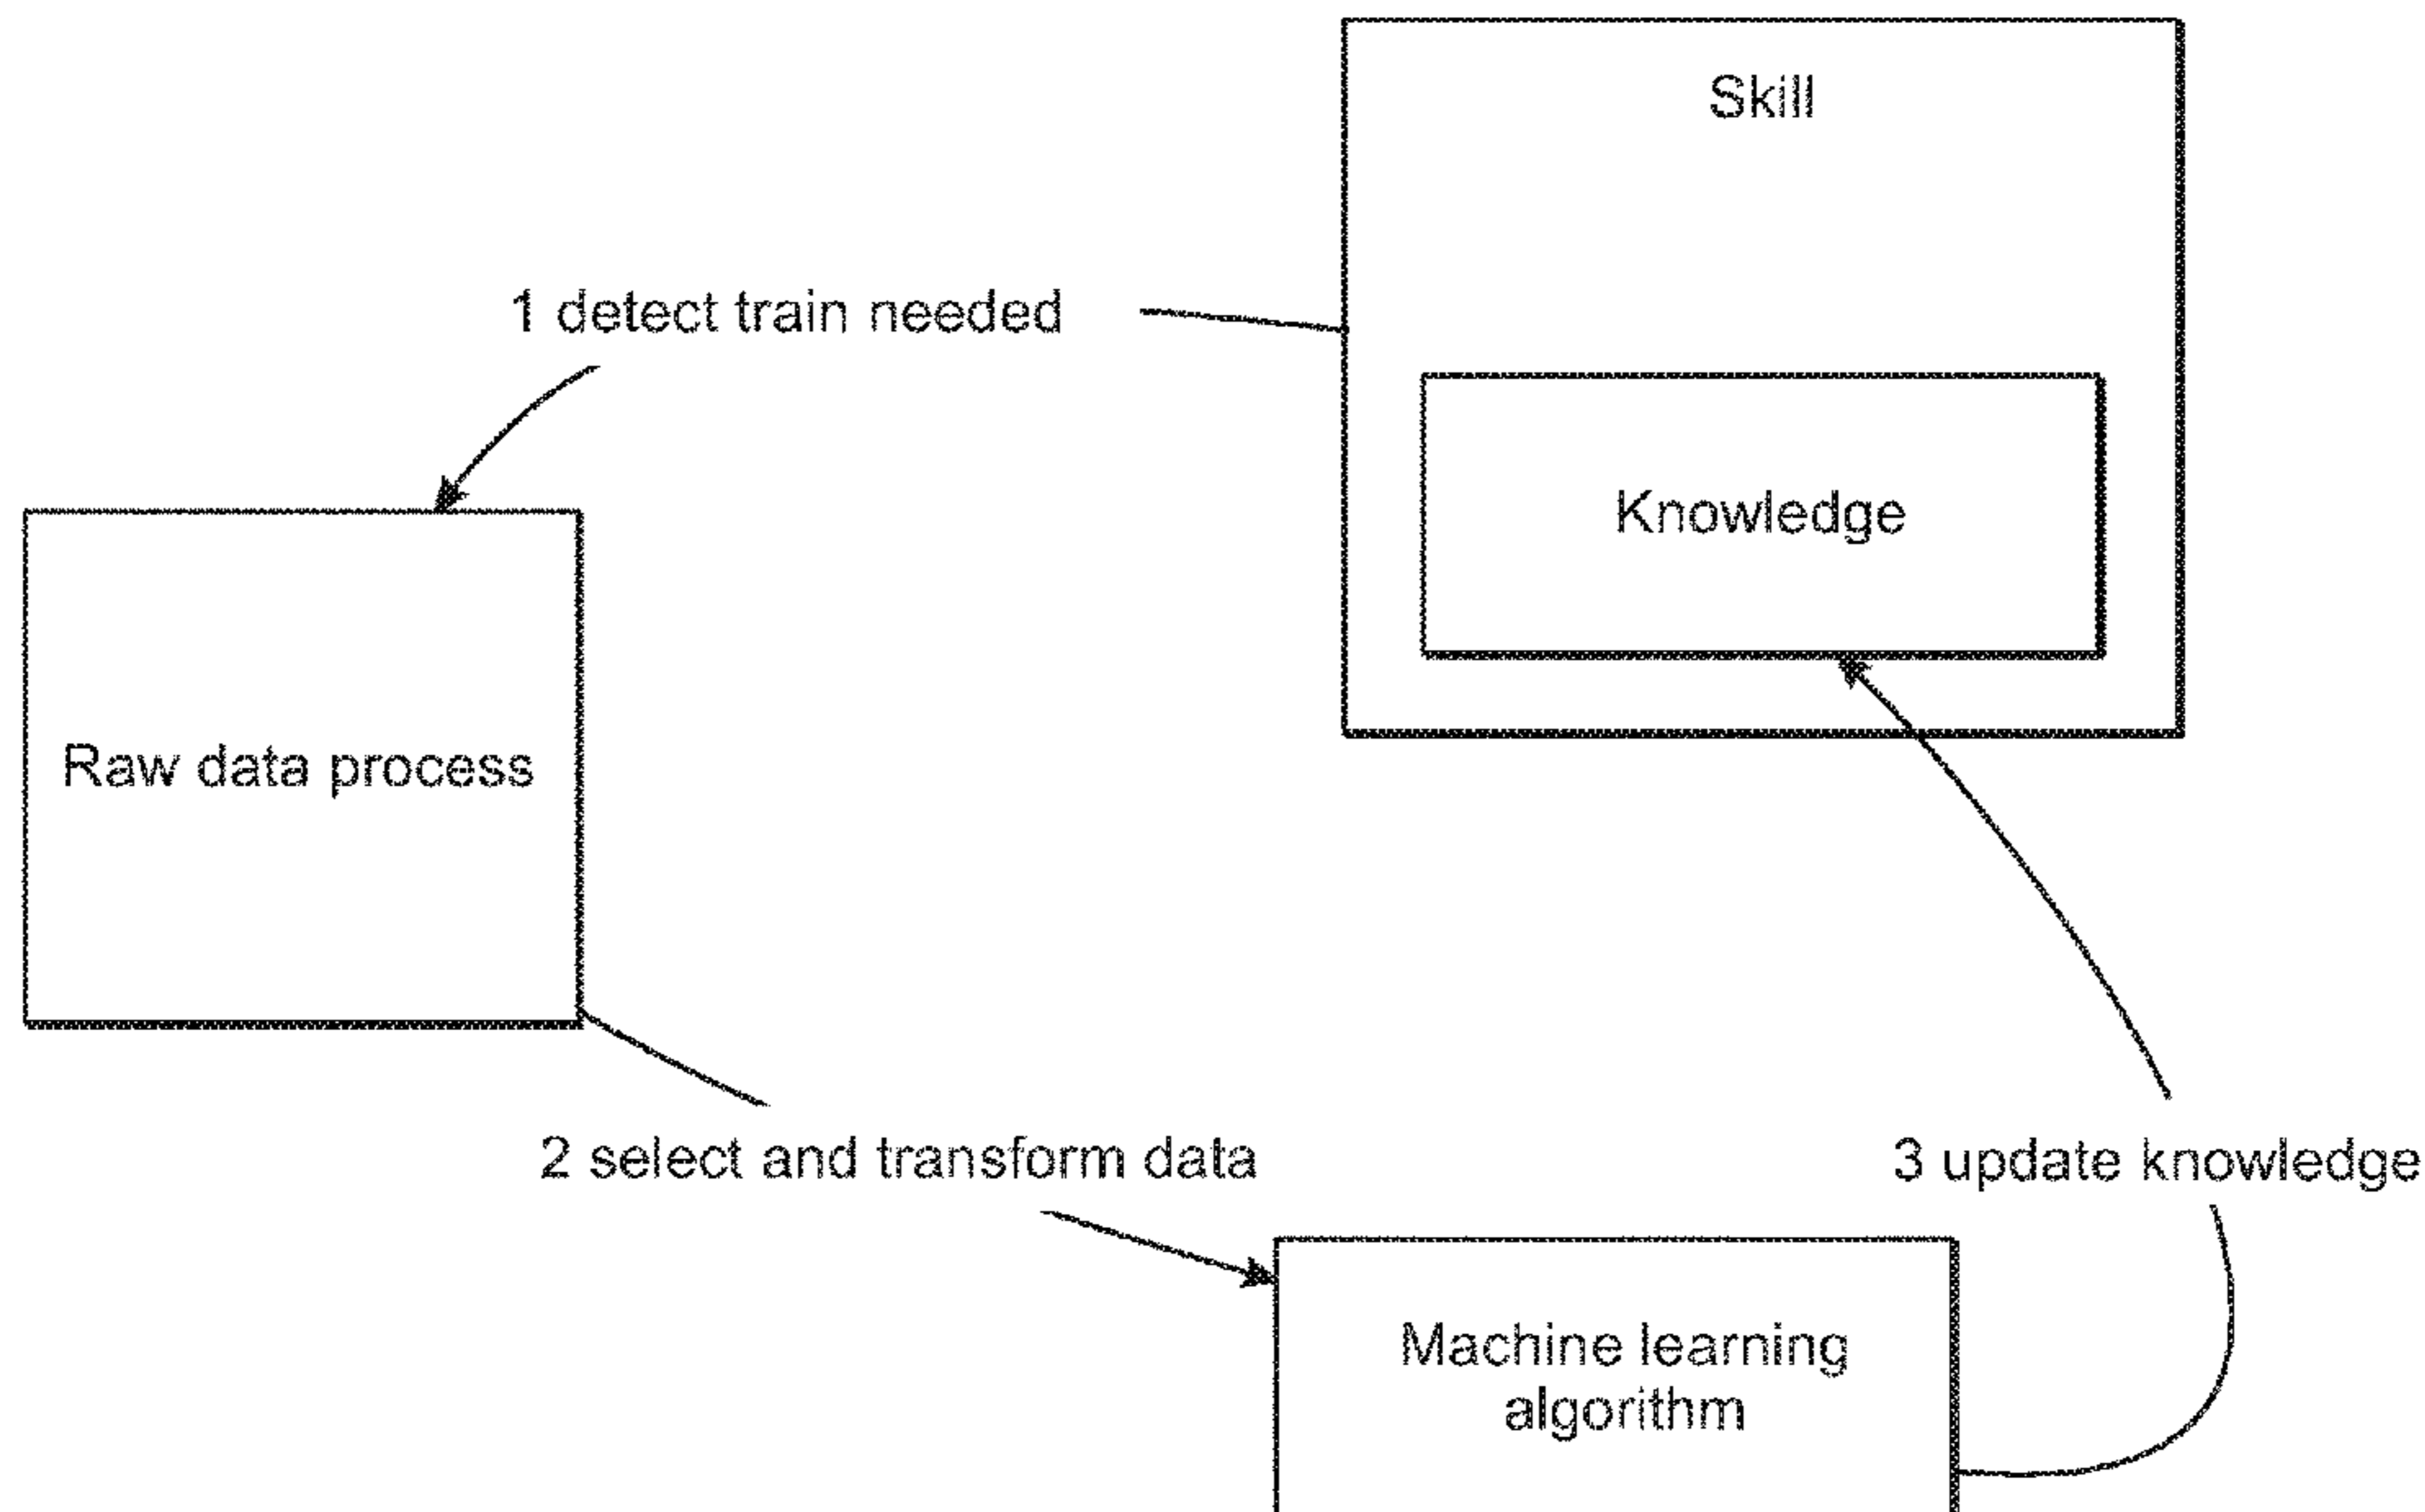 Skill
1 detect train needed
Knowledge
Raw data process
2 select and transform data
3 update knowledge
Machine learning
algorithm